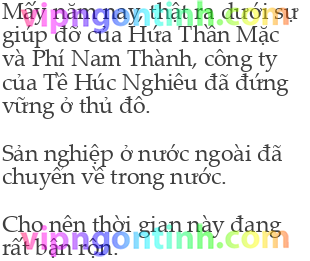 Mấy năm nay, thật ra dưới sự
giúp đỡ của Hứa Thần Mặc
và Phí Nam Thành, công ty
của Tề Húc Nghiêu đã đứng
vững ở thủ đô.
Sản nghiệp ở nước ngoài đã
chuyển về trong nước.
Cho nên thời gian này đang
rất bận rộn.
vipngontinh.com
vipngontinh.com